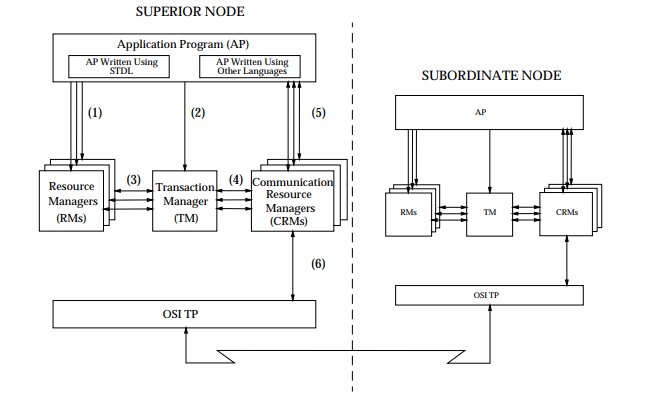 SUPERIOR NODE
Application Program (AP)
AP Written Using
STDL
AP Written Using
Other Languages
(1)
(2)
(5)
(3)
(4)
Resource
Managers
(RMs)
Transaction
Manager
(TM)
Communication
Resource
Managers
(CRMs)
(6)
OSI TP
SUBORDINATE NODE
AP
RMs
TM
CRMs
OSI TP